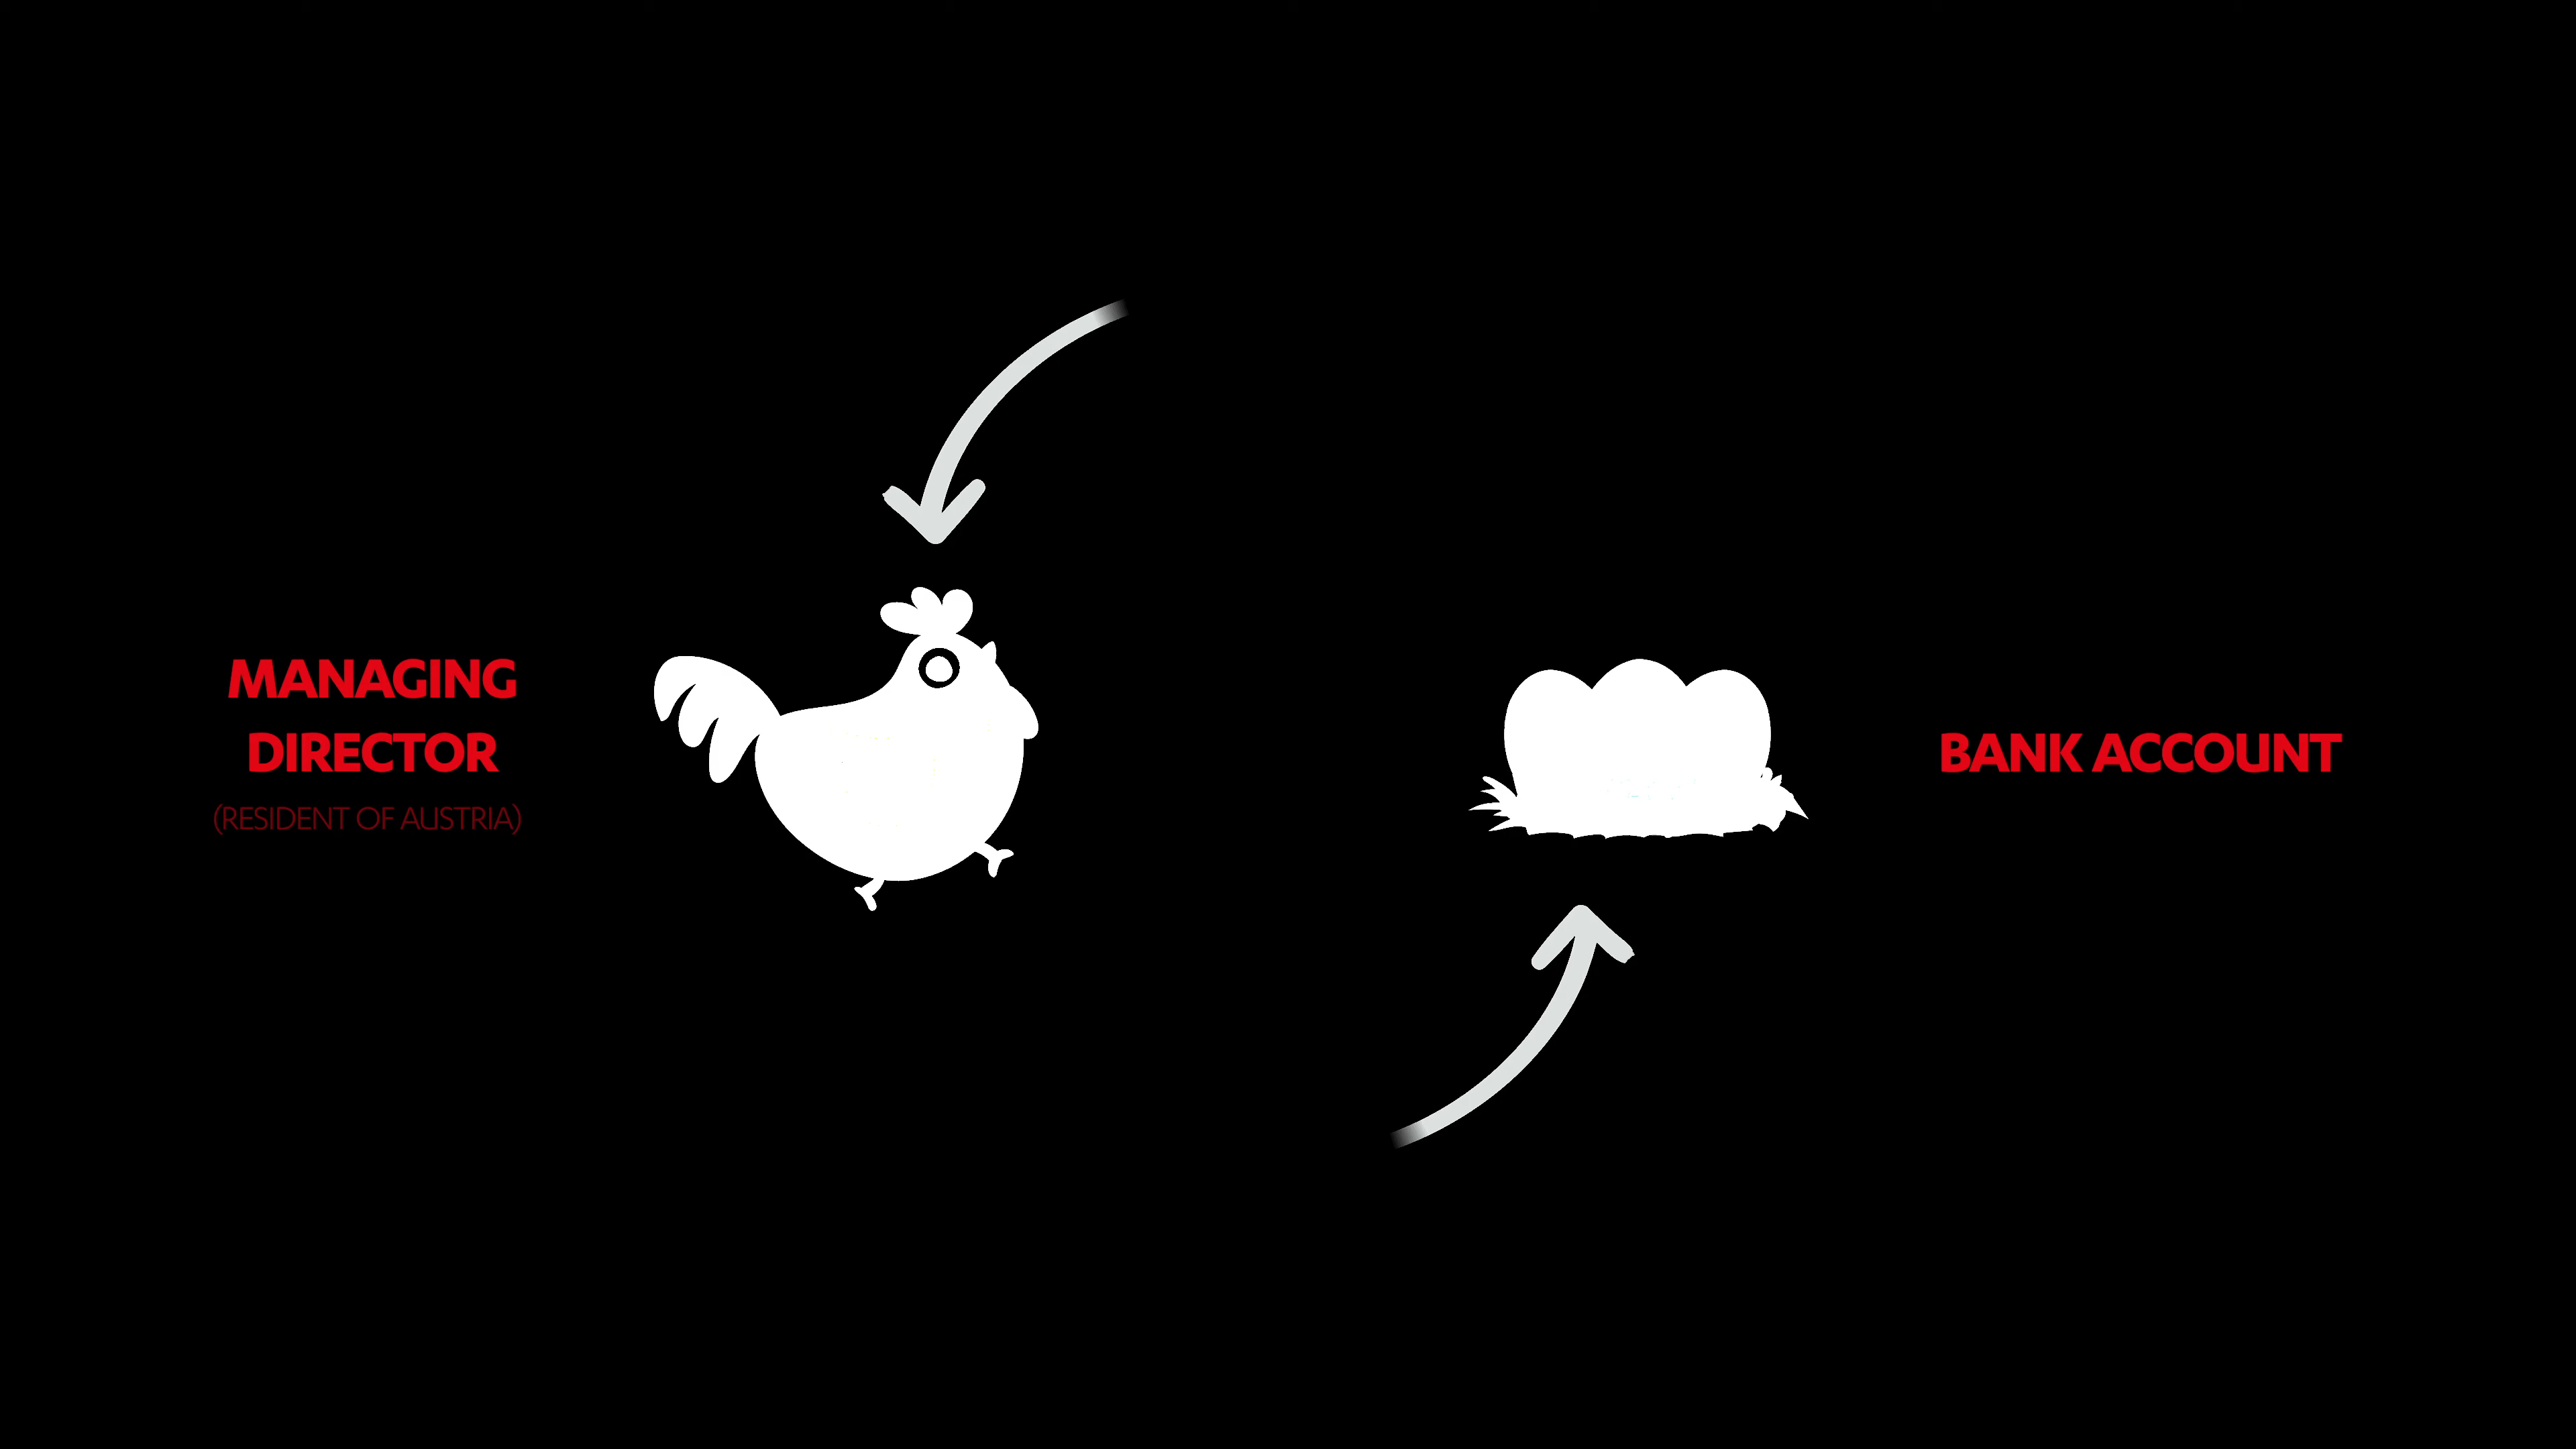 MANAGING
DIRECTOR
(RESIDENT OF AUSTRIA)
BANK ACCOUNT